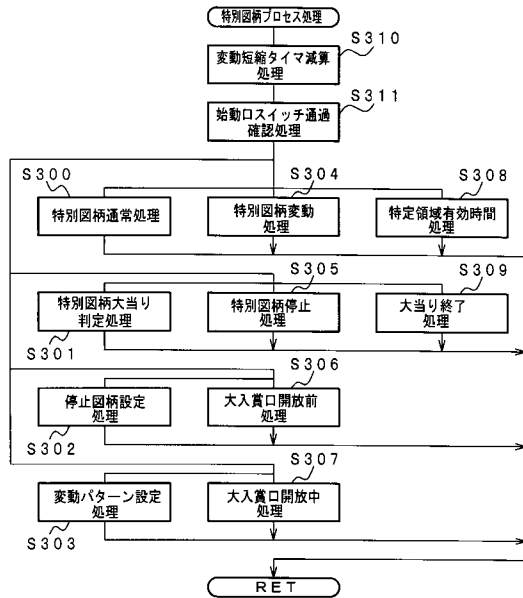 特別図柄プロセス処理
S310
変動短縮タイマ減算
処理
S311
始動口スイッチ通過
確認処理
S300
特別図柄通常処理
S304
特別図柄変動
処理
S308
特定領域有効時間
処理
特別図柄大当り
判定処理
S301
S305
特別図柄停止
処理
S309
大当り終了
処理
停止図柄設定
処理
S302
S306
大入賞口開放前
処理
変動パターン設定
処理
S303
S307
大入賞口開放中
処理
RET